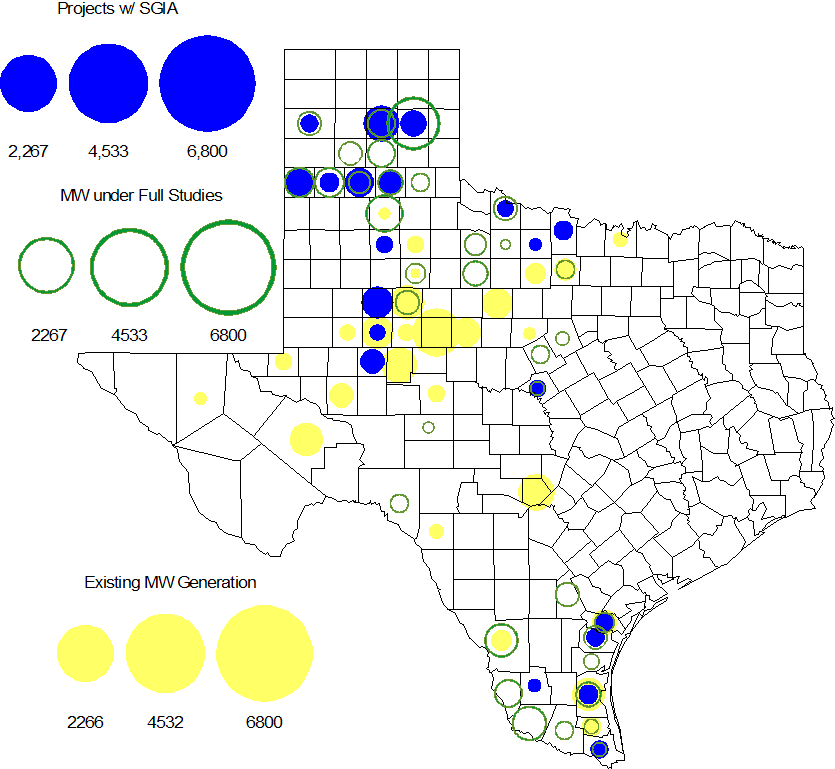 Projects w/ SGIA
2,267 4,533 6,800
MW under Full Studies
2267 4533 6800
Existing MW Generation
2266 4532 6800